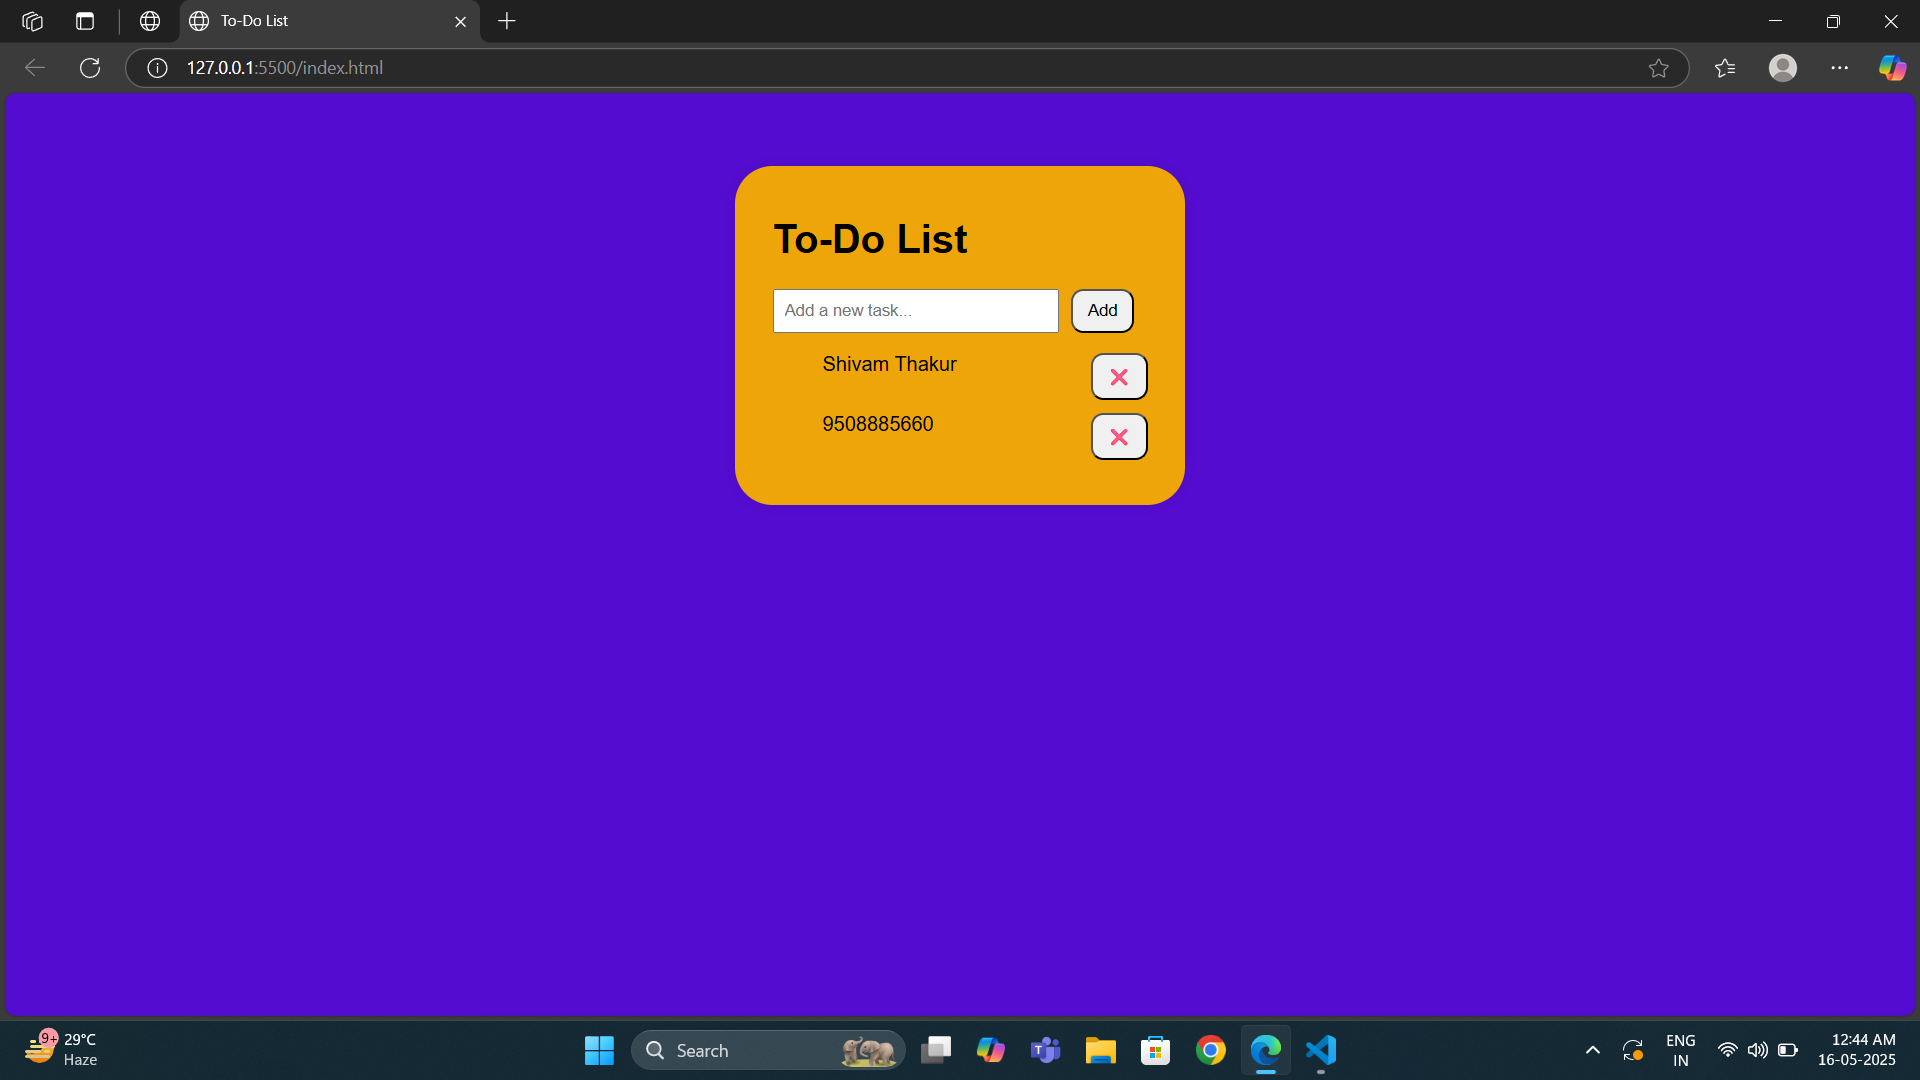 To-Do List
127.0.0.1:5500/index.html
To-Do List
Add a new task...
Add
Shivam Thakur
9508885660
9+
29°C
Haze
Search
T
ENG
IN
12:44 AM
16-05-2025